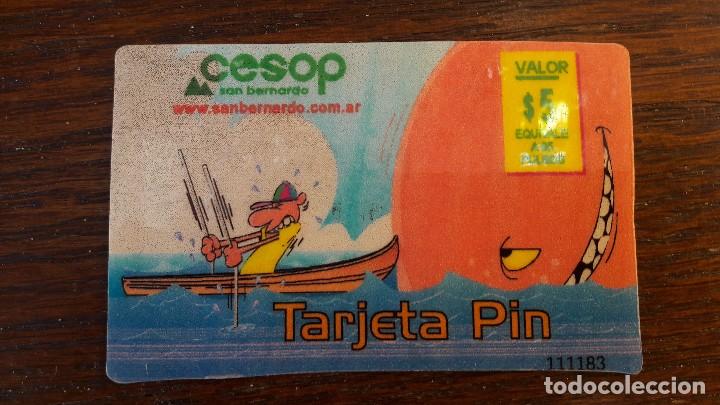 cesop
san bernardo
www.sanbernardo.com.ar
VALOR
$5
EQUIVALE
Tarjeta Pin
111183
todocoleccion